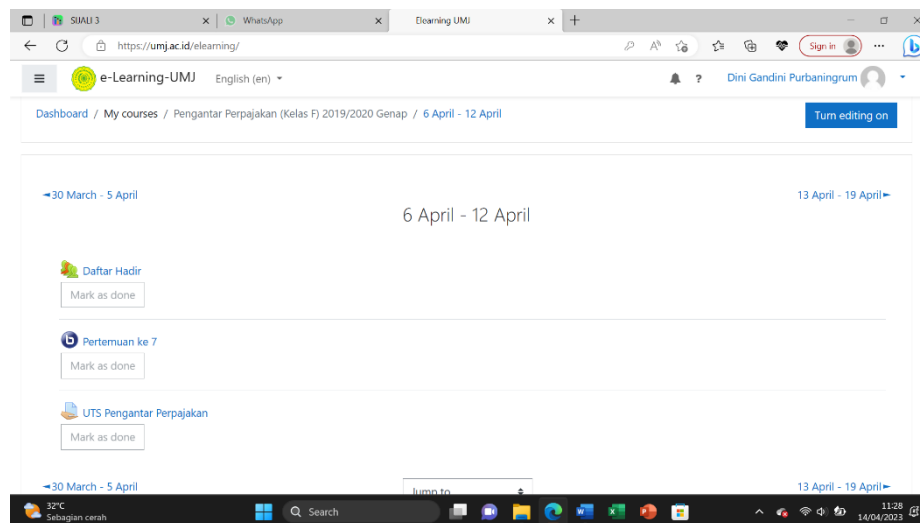 SIJALI 3
WhatsApp
Elearning UMJ
https://umj.ac.id/elearning/
Sign in
e-Learning-UMJ
English (en)
Dini Gandini Purbaningrum
Dashboard / My courses / Pengantar Perpajakan (Kelas F) 2019/2020 Genap / 6 April - 12 April
Turn editing on
◄30 March - 5 April
13 April - 19 April►
6 April - 12 April
Daftar Hadir
Mark as done
Pertemuan ke 7
Mark as done
UTS Pengantar Perpajakan
Mark as done
◄30 March - 5 April
Jump to...
13 April - 19 April►
32°C
Sebagian cerah
Search
11:28
14/04/2023